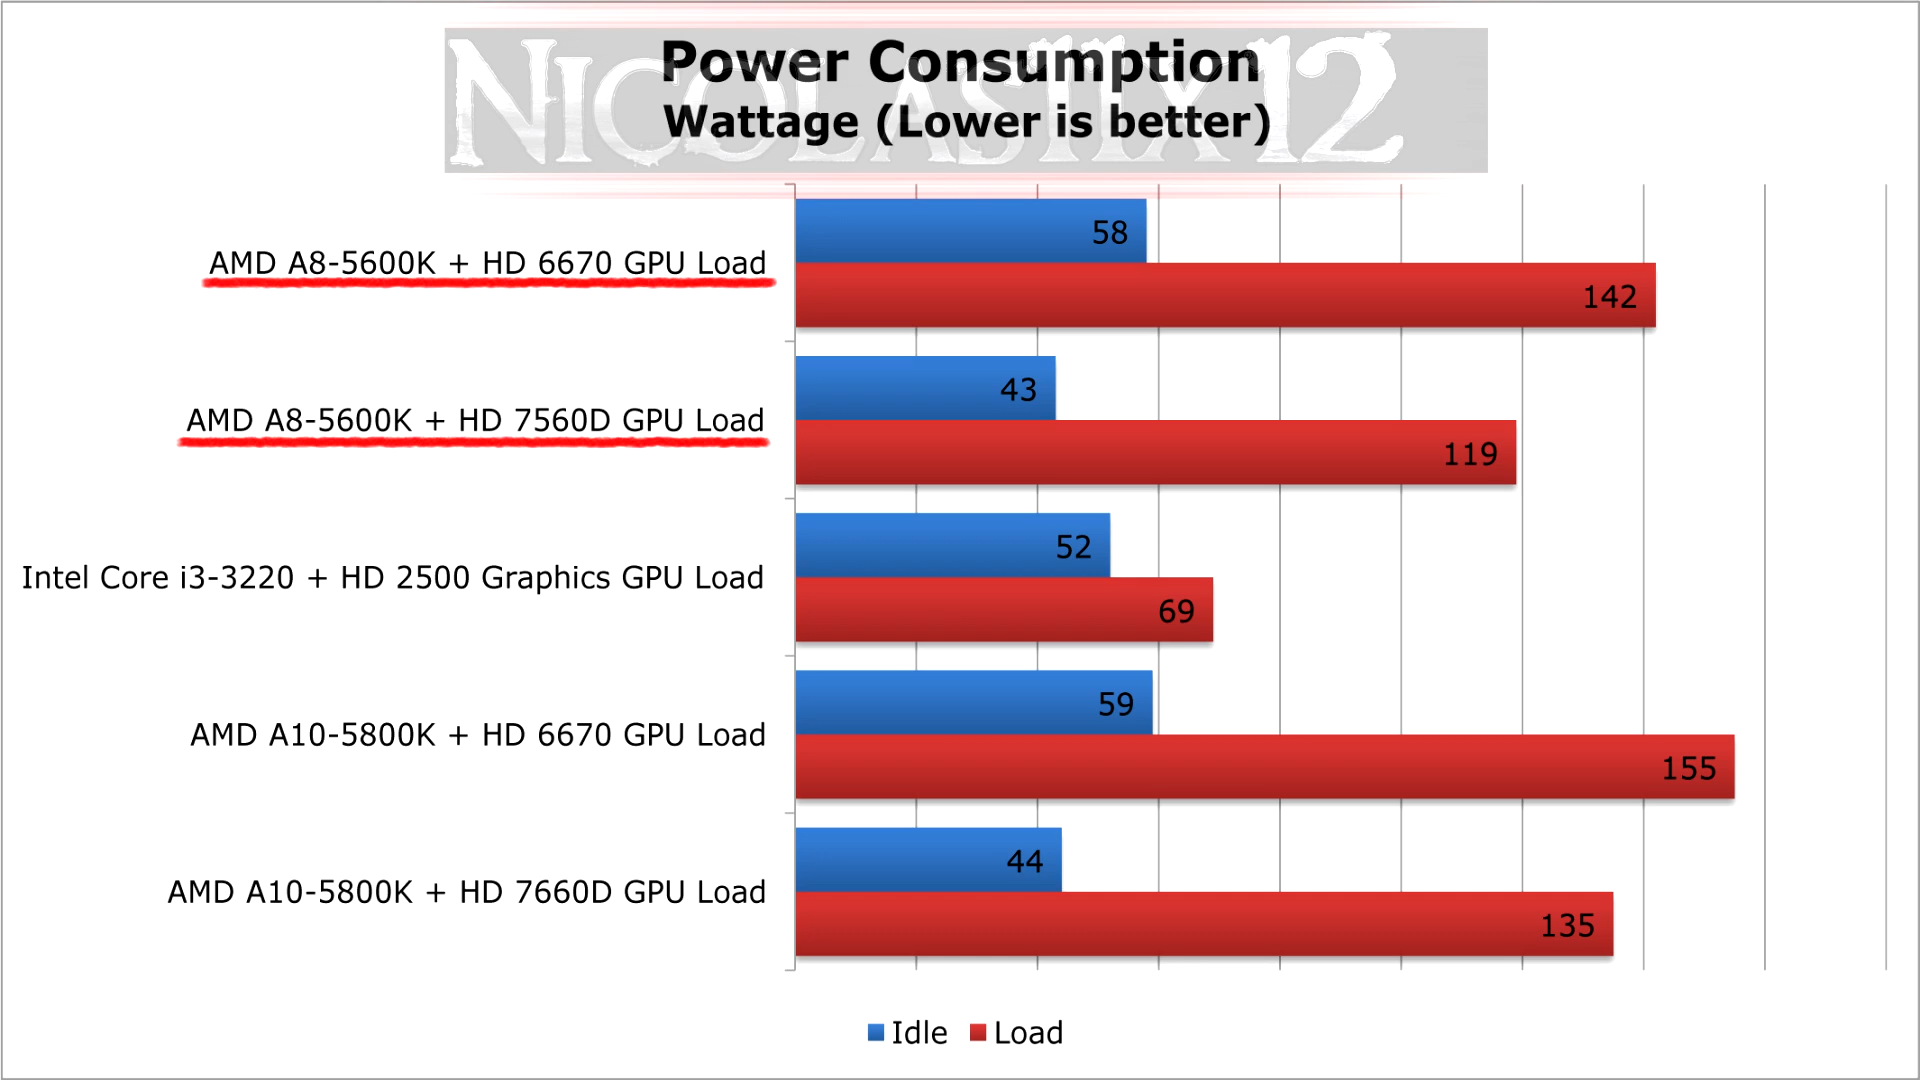 NICOLAS11X12
Power Consumption
Wattage (Lower is better)
AMD A8-5600K + HD 6670 GPU Load
58
142
AMD A8-5600K + HD 7560D GPU Load
43
119
Intel Core i3-3220 + HD 2500 Graphics GPU Load
52
69
AMD A10-5800K + HD 6670 GPU Load
59
155
AMD A10-5800K + HD 7660D GPU Load
44
135
Idle Load